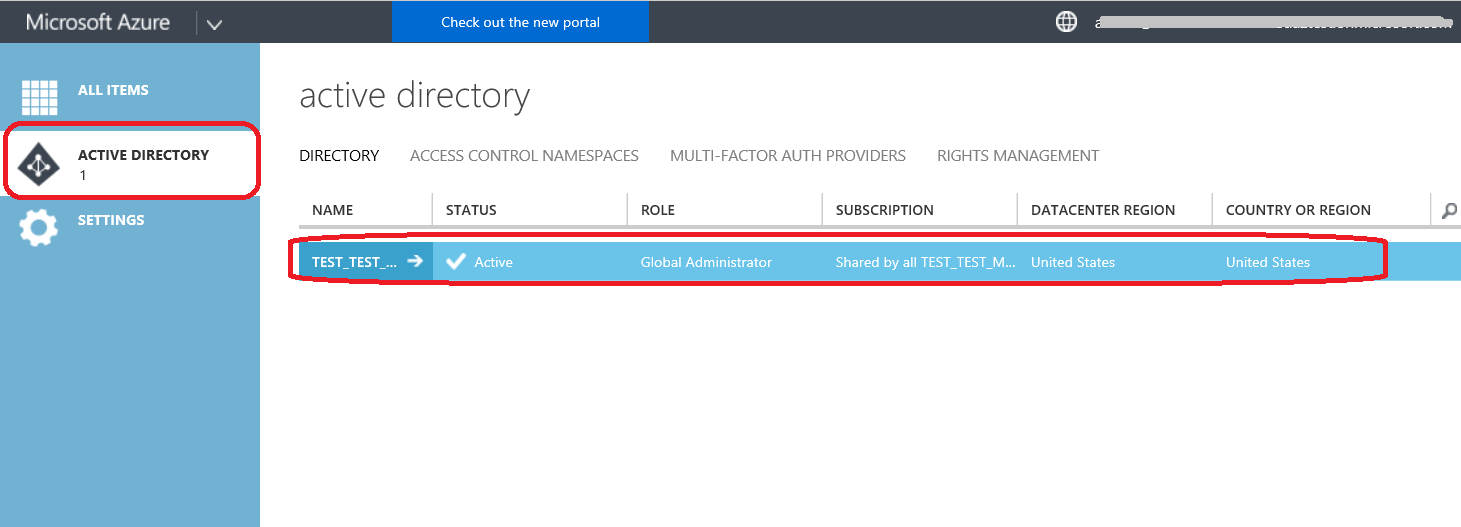 Microsoft Azure
Check out the new portal
ALL ITEMS
ACTIVE DIRECTORY
1
SETTINGS
active directory
DIRECTORY ACCESS CONTROL NAMESPACES MULTI-FACTOR AUTH PROVIDERS RIGHTS MANAGEMENT
NAME STATUS ROLE SUBSCRIPTION DATACENTER REGION COUNTRY OR REGION
TEST_TEST_... Active Global Administrator Shared by all TEST_TEST_M... United States United States